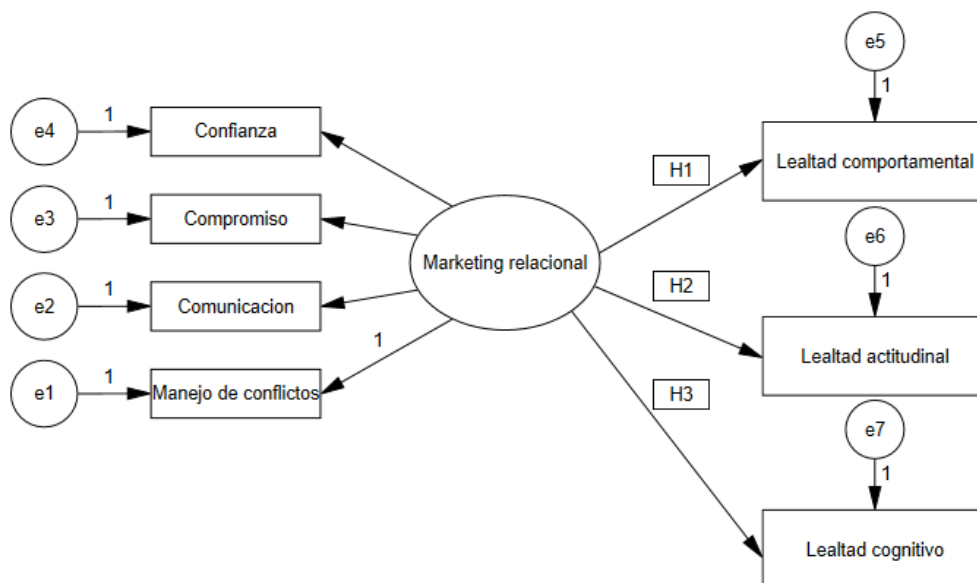 e5
1
e4
1
Confianza
H1
Lealtad comportamental
e3
1
Compromiso
e6
Marketing relacional
1
H2
e2
1
Comunicacion
1
Lealtad actitudinal
e1
1
Manejo de conflictos
H3
e7
1
Lealtad cognitivo